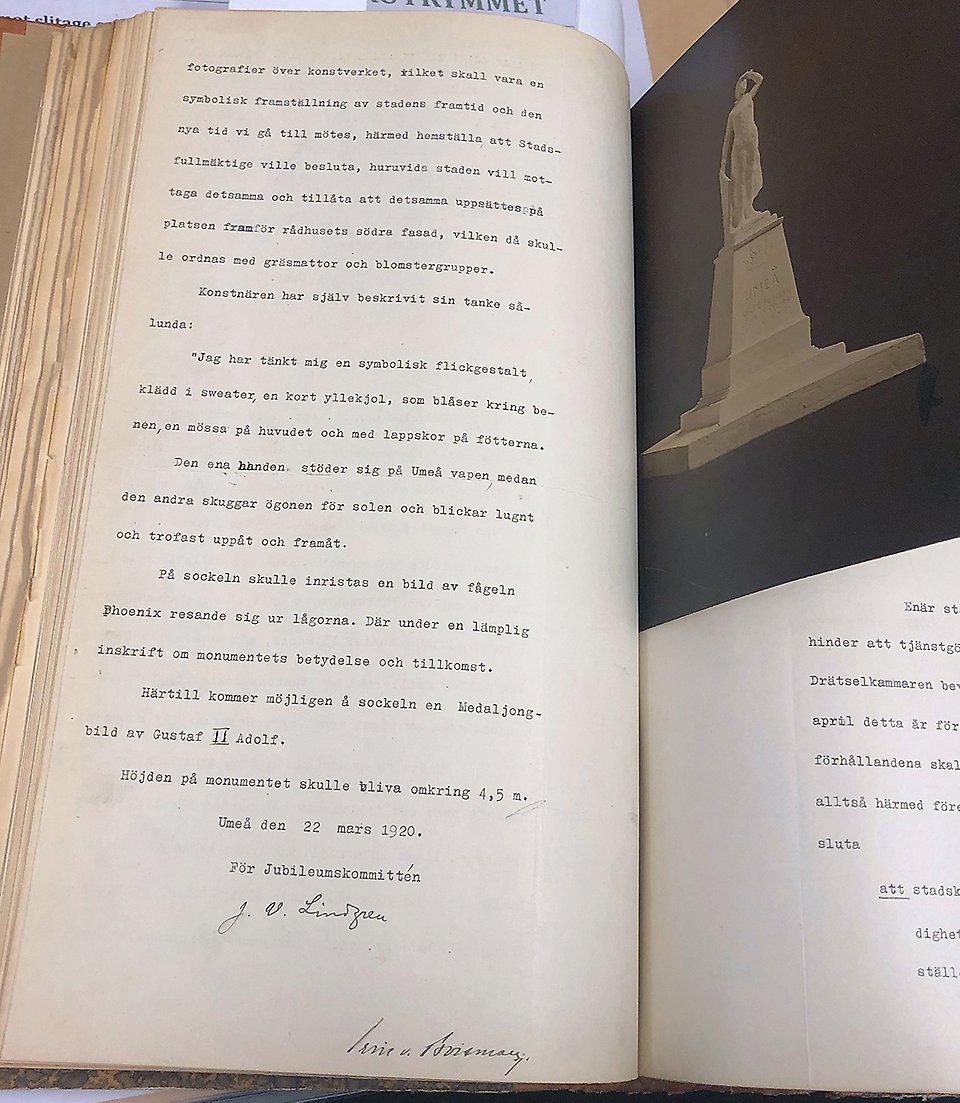 fotografier över konstverket, vilket skall vara en
symbolisk framställning av stadens framtid och den
nya tid vi gå till mötes, härmed hemställa att Stads-
fullmäktige ville besluta, huruvida staden vill mot-
taga detsamma och tillåta att detsamma uppsättes på
platsen framför rådhusets södra fasad, vilken då skul-
le ordnas med gräsmattor och blomstergrupper.
Konstnären har själv beskrivit sin tanke så-
lunda:
"Jag har tänkt mig en symbolisk flickgestalt,
klädd i sweater, en kort yllekjol, som blåser kring be-
nen, en mössa på huvudet och med lappskor på fötterna.
Den ena handen stöder sig på Umeå vapen, medan
den andra skuggar ögonen för solen och blickar lugnt
och trofast uppåt och framåt.
På sockeln skulle inristas en bild av fågeln
Phoenix resande sig ur lågorna. Där under en lämplig
inskrift om monumentets betydelse och tillkomst.
Härtill kommer möjligen å sockeln en Medaljong-
bild av Gustaf II Adolf.
Höjden på monumentet skulle bliva omkring 4,5 m.
Umeå den 22 mars 1920.
För Jubileumskommittén
J. V. Lindgren
UMEÅ
Enär st
hinder att tjänstgö
Drätselkammaren bev
april detta år för
förhållandena skal
alltså härmed före
sluta
att stadsk
dighet
ställ